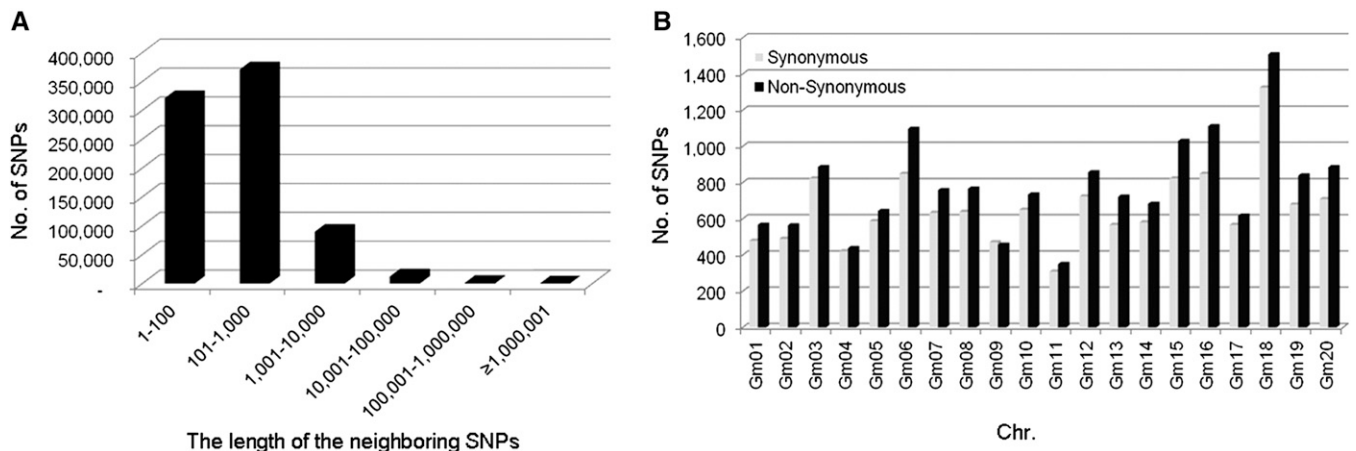 A
400,000
350,000
300,000
250,000
200,000
150,000
100,000
50,000
-
No. of SNPs
1-100
101-1,000
1,001-10,000
10,001-100,000
100,001-1,000,000
≥1,000,001
The length of the neighboring SNPs
B
1,600
1,400
1,200
1,000
800
600
400
200
0
No. of SNPs
Synonymous
Non-Synonymous
Gm01
Gm02
Gm03
Gm04
Gm05
Gm06
Gm07
Gm08
Gm09
Gm10
Gm11
Gm12
Gm13
Gm14
Gm15
Gm16
Gm17
Gm18
Gm19
Gm20
Chr.